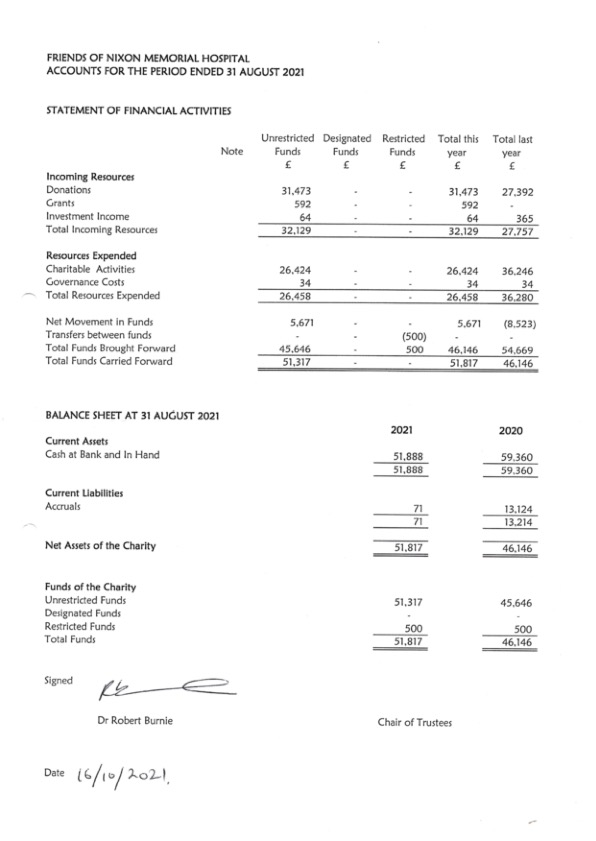 FRIENDS OF NIXON MEMORIAL HOSPITAL
ACCOUNTS FOR THE PERIOD ENDED 31 AUGUST 2021
STATEMENT OF FINANCIAL ACTIVITIES
Unrestricted Designated Restricted Total this Total last
Note Funds Funds Funds year year
£ £ £ £ £
Incoming Resources
Donations 31,473 - - 31,473 27,392
Grants 592 - - 592 -
Investment Income 64 - - 64 365
Total Incoming Resources 32,129 - - 32,129 27,757
Resources Expended
Charitable Activities 26,424 - - 26,424 36,246
Governance Costs 34 - - 34 34
Total Resources Expended 26,458 - - 26,458 36,280
Net Movement in Funds 5,671 - - 5,671 (8,523)
Transfers between funds - - (500) - -
Total Funds Brought Forward 45,646 - 500 46,146 54,669
Total Funds Carried Forward 51,317 - - 51,817 46,146
BALANCE SHEET AT 31 AUGUST 2021
2021 2020
Current Assets
Cash at Bank and In Hand 51,888 59,360
51,888 59,360
Current Liabilities
Accruals 71 13,124
71 13,214
Net Assets of the Charity 51,817 46,146
Funds of the Charity
Unrestricted Funds 51,317 45,646
Designated Funds - -
Restricted Funds 500 500
Total Funds 51,817 46,146
Signed
Dr Robert Burnie Chair of Trustees
Date 16/10/2021.